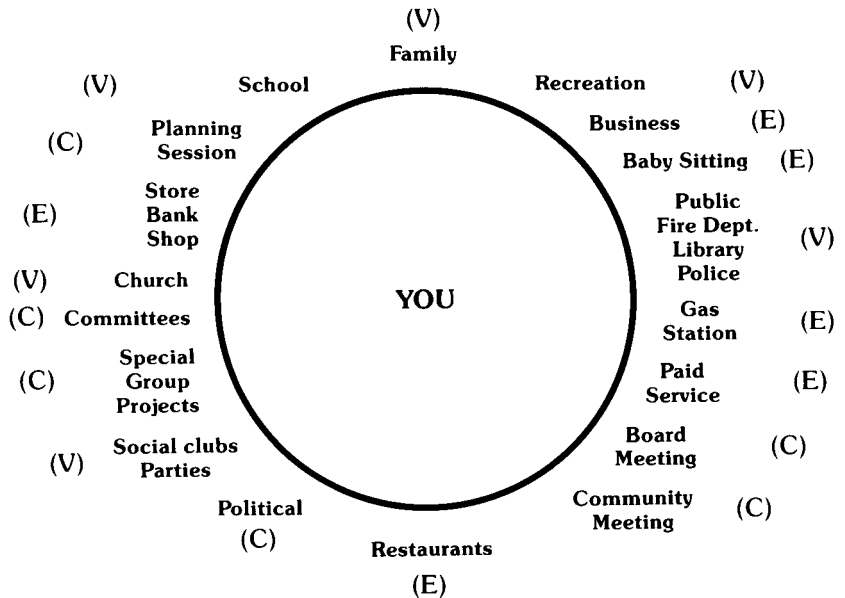 (V)
Family
(V) School Recreation (V)
Business (E)
(C) Planning
Session
Baby Sitting (E)
(E) Store
Bank
Shop
Public
Fire Dept.
Library
Police
(V)
(V) Church
YOU
(C) Committees
Gas
Station (E)
(C) Special
Group
Projects
Paid
Service (E)
(V) Social clubs
Parties
Board
Meeting (C)
Political
(C)
Community
Meeting (C)
Restaurants
(E)